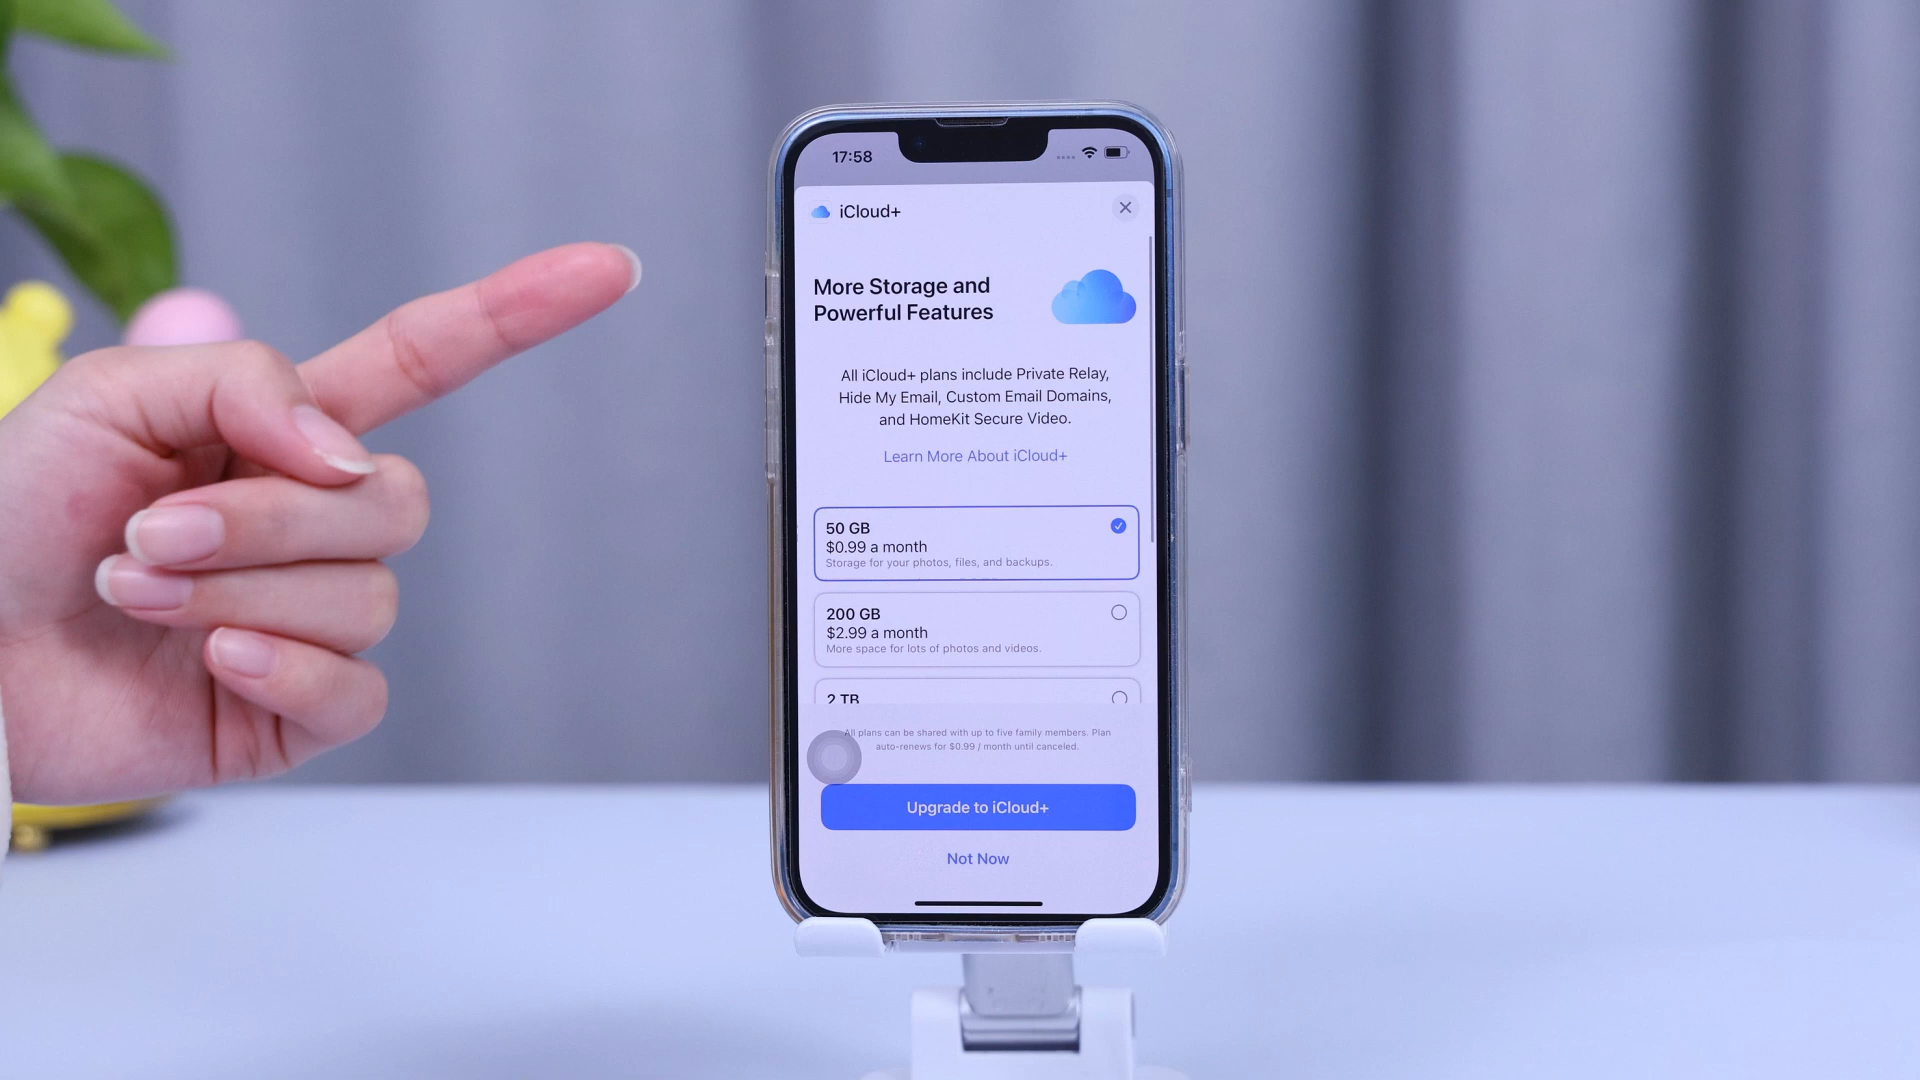 17:58
iCloud+
More Storage and
Powerful Features
All iCloud+ plans include Private Relay,
Hide My Email, Custom Email Domains,
and HomeKit Secure Video.
Learn More About iCloud+
50 GB
$0.99 a month
Storage for your photos, files, and backups.
200 GB
$2.99 a month
More space for lots of photos and videos.
2 TB
All plans can be shared with up to five family members. Plan
auto-renews for $0.99 / month until canceled.
Upgrade to iCloud+
Not Now